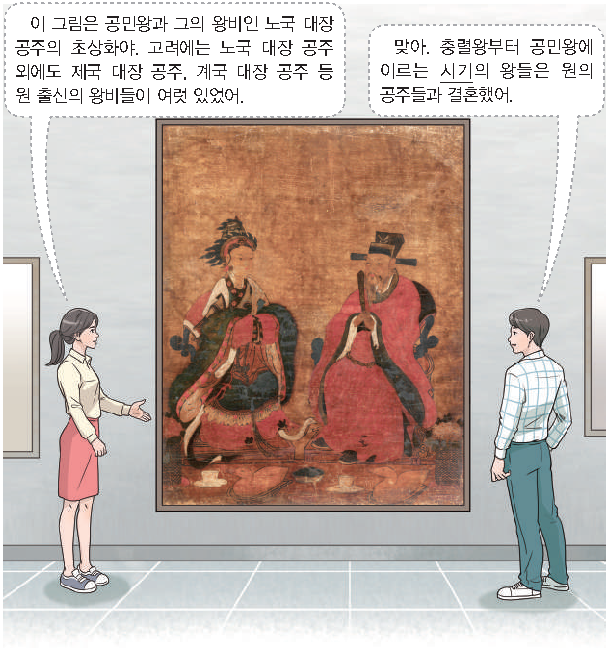 이 그림은 공민왕과 그의 왕비인 노국 대장
공주의 초상화야. 고려에는 노국 대장 공주
외에도 제국 대장 공주, 계국 대장 공주 등
원 출신의 왕비들이 여럿 있었어.
맞아. 충렬왕부터 공민왕에
이르는 시기의 왕들은 원의
공주들과 결혼했어.